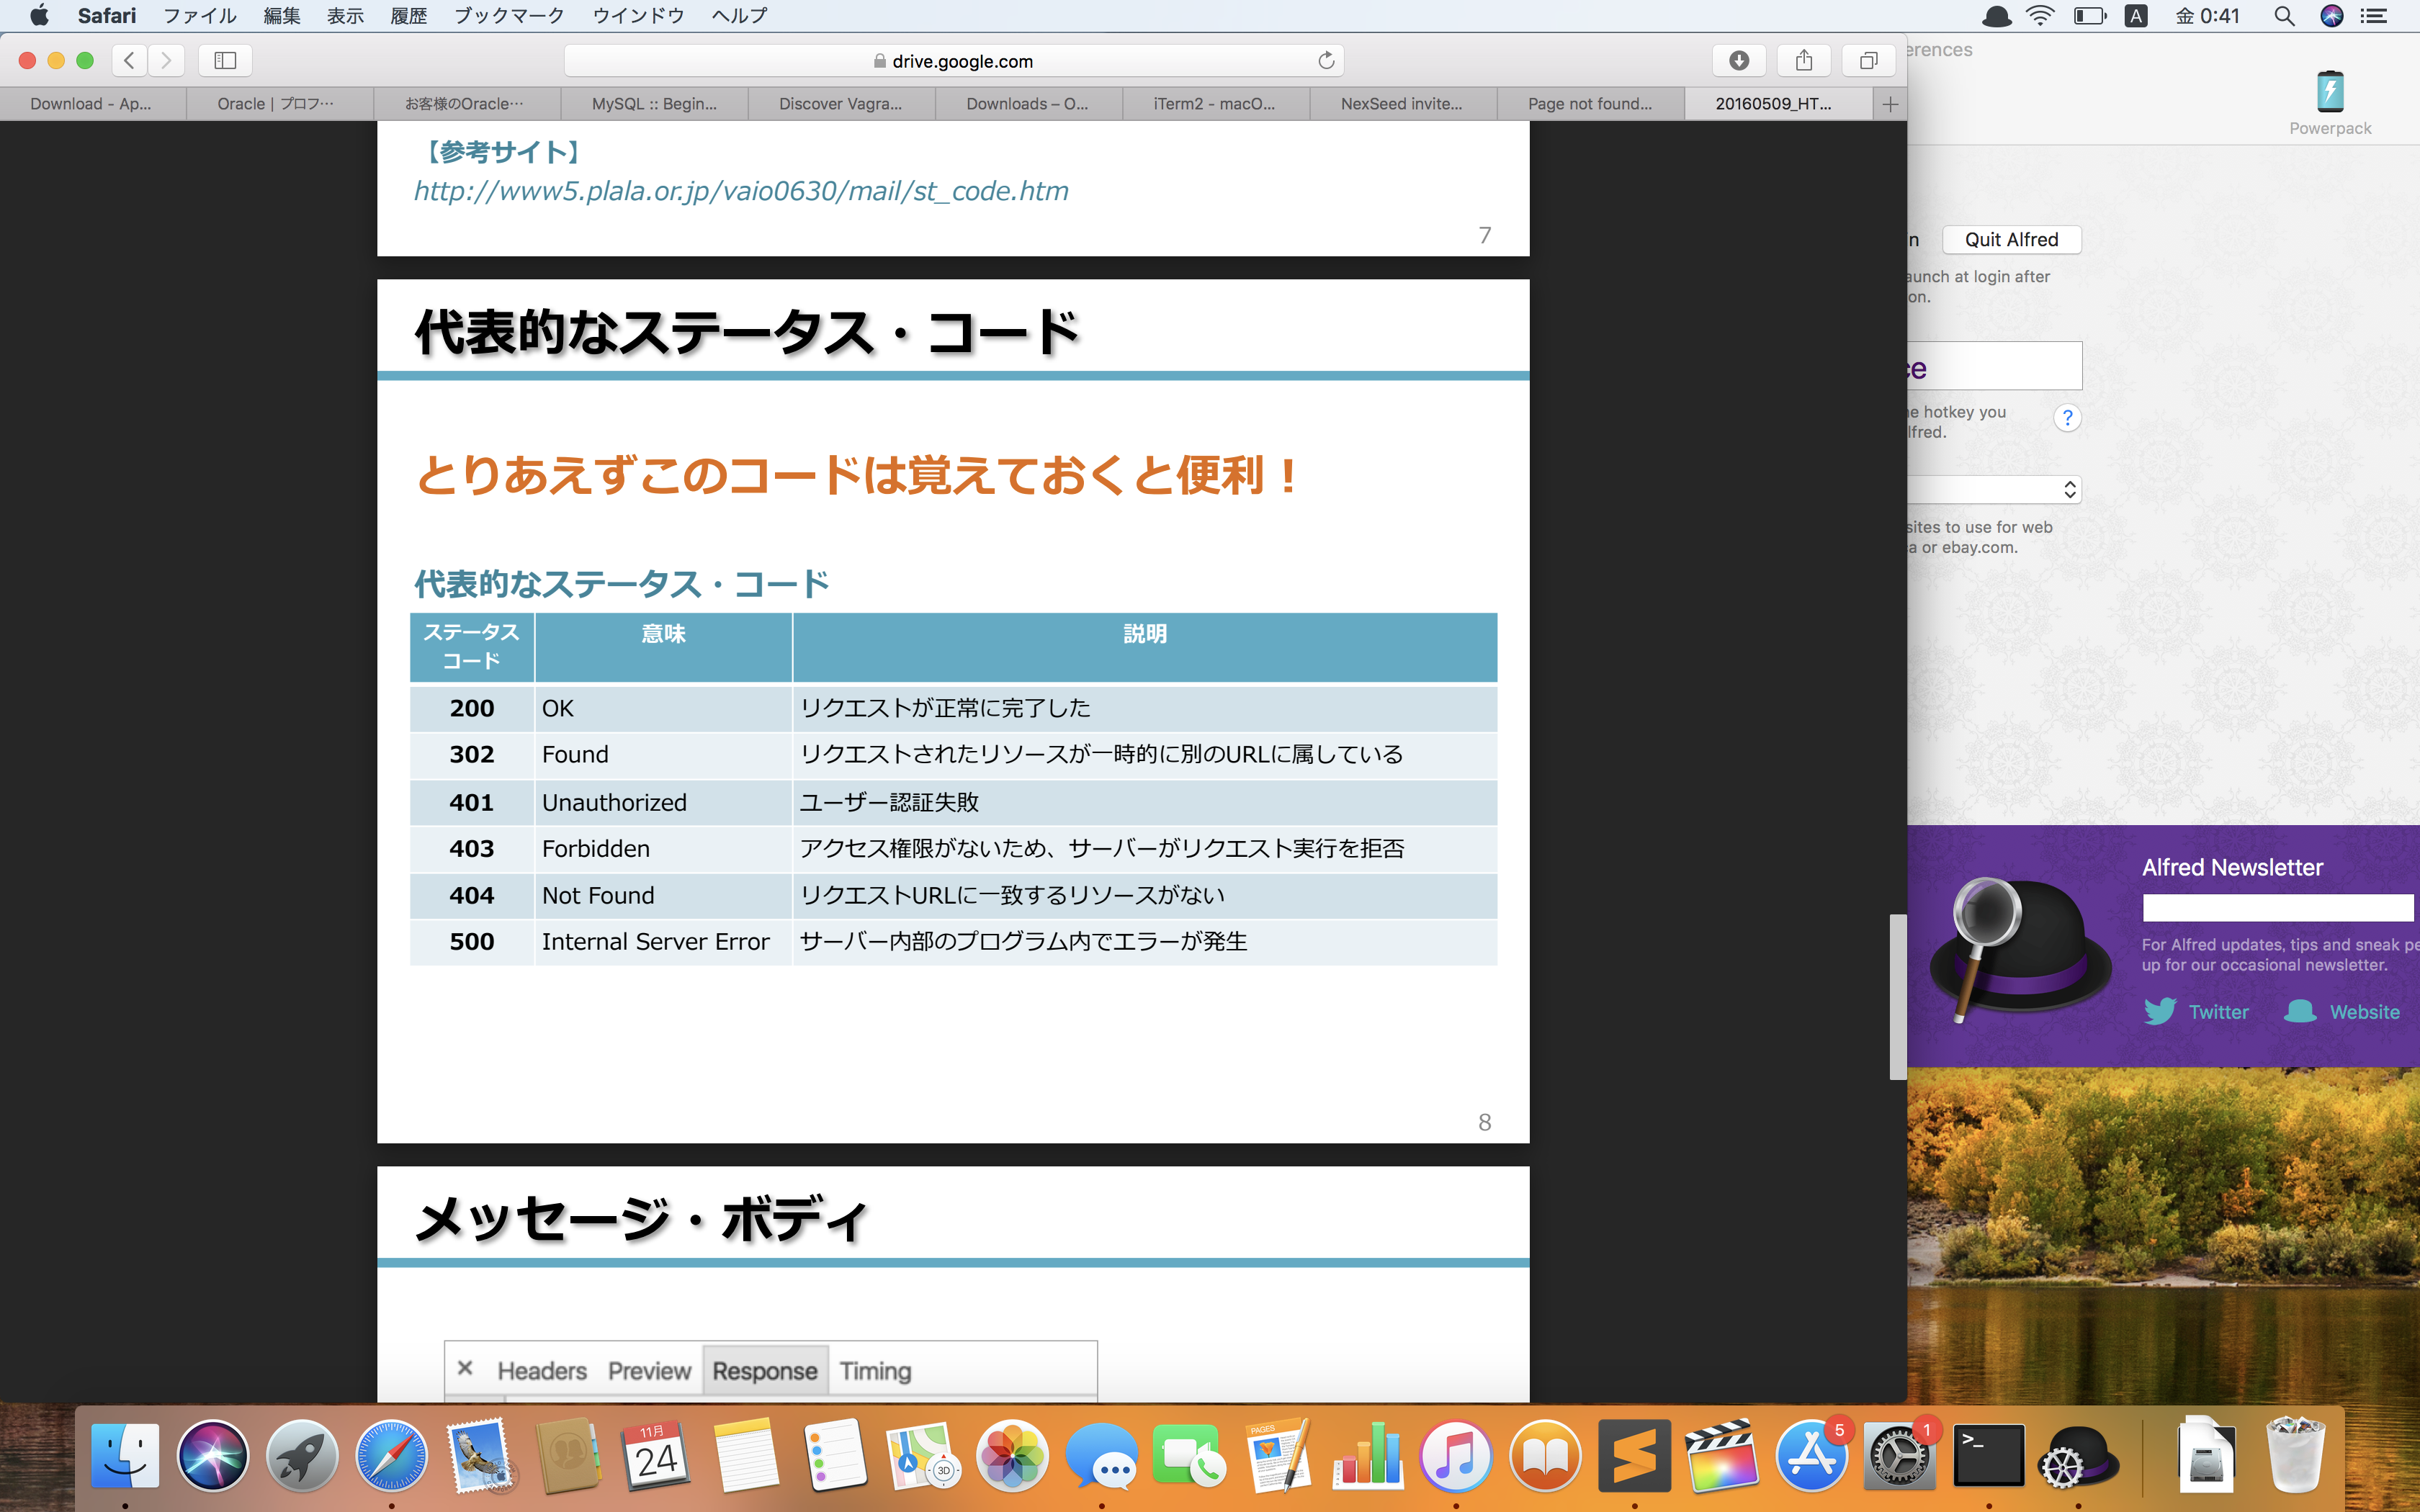 Safari ファイル 編集 表示 履歴 ブックマーク ウインドウ ヘルプ
A 金 0:41
drive.google.com
Download - Ap...
Oracle | プロフ…
お客様のOracle…
MySQL :: Begin...
Discover Vagra...
Downloads – O...
iTerm2 - macO...
NexSeed invite...
Page not found...
20160509_HT...
【参考サイト】
http://www5.plala.or.jp/vaio0630/mail/st_code.htm
7
代表的なステータス・コード
とりあえずこのコードは覚えておくと便利！
代表的なステータス・コード
ステータス
コード
意味
説明
200 OK リクエストが正常に完了した
302 Found リクエストされたリソースが一時的に別のURLに属している
401 Unauthorized ユーザー認証失敗
403 Forbidden アクセス権限がないため、サーバーがリクエスト実行を拒否
404 Not Found リクエストURLに一致するリソースがない
500 Internal Server Error サーバー内部のプログラム内でエラーが発生
8
メッセージ・ボディ
× Headers Preview Response Timing
erences
Powerpack
n
Quit Alfred
aunch at login after
on.
ce
he hotkey you
lfred.
?
sites to use for web
a or ebay.com.
Alfred Newsletter
For Alfred updates, tips and sneak pe
up for our occasional newsletter.
Twitter
Website
11月
24
3D
PAGES
5
1
>_